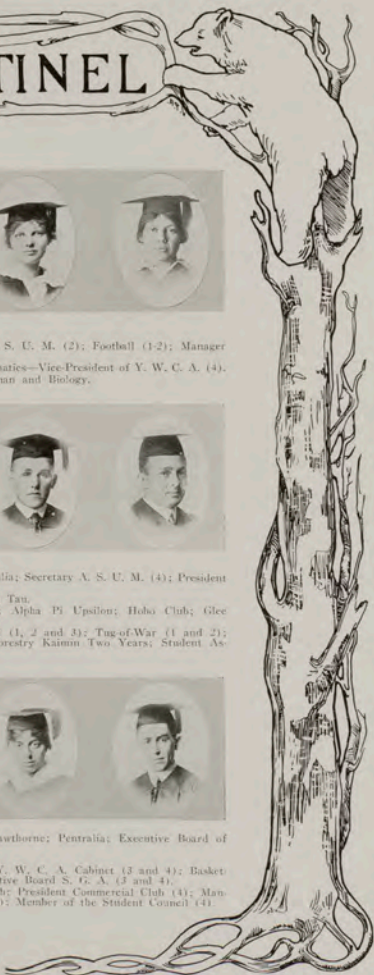 TINEL
S. U. M. (2); Football (1-2); Manager
matics—Vice-President of Y. W. C. A. (4).
man and Biology.
lia; Secretary A. S. U. M. (4); President
Tau.
Alpha Pi Upsilon; Hobo Club; Glee
(1, 2 and 3); Tug-of-War (1 and 2);
orestry Kaimin Two Years; Student As-
awthorne; Pentralia; Executive Board of
Y. W. C. A. Cabinet (3 and 4); Basket
tive Board S. G. A. (3 and 4).
b; President Commercial Club (4); Man-
); Member of the Student Council (4)